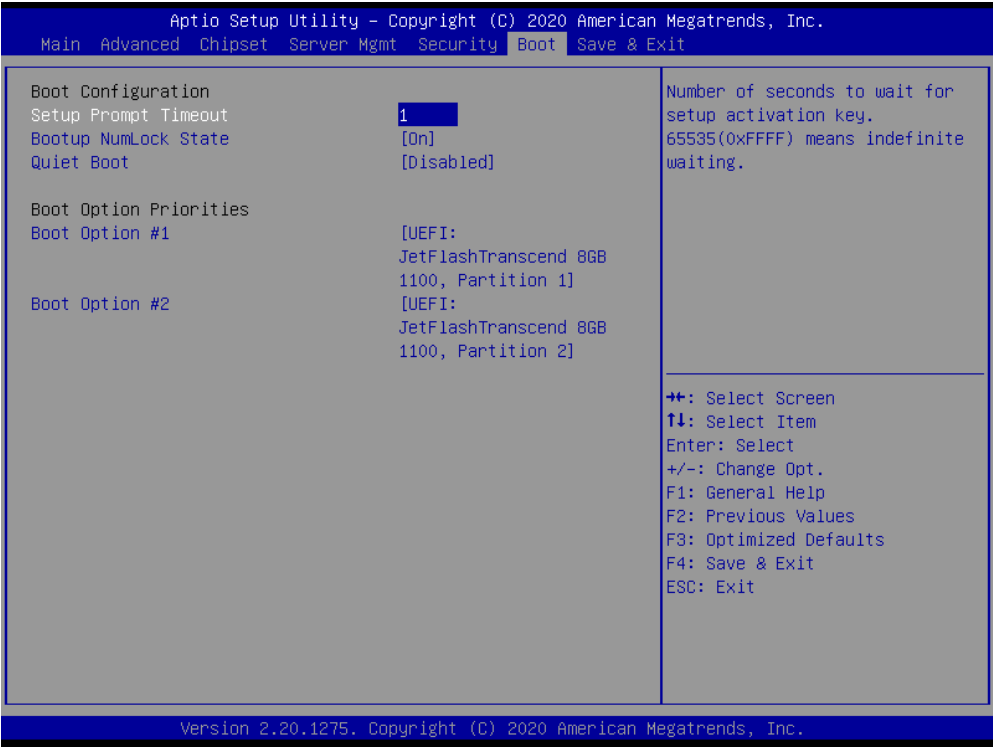 Aptio Setup Utility – Copyright (C) 2020 American Megatrends, Inc.
Main Advanced Chipset Server Mgmt Security Boot Save & Exit
Boot Configuration
Setup Prompt Timeout 1
Bootup NumLock State [On]
Quiet Boot [Disabled]
Boot Option Priorities
Boot Option #1 [UEFI:
JetFlashTranscend 8GB
1100, Partition 1]
Boot Option #2 [UEFI:
JetFlashTranscend 8GB
1100, Partition 2]
Number of seconds to wait for
setup activation key.
65535(0xFFFF) means indefinite
waiting.
→←: Select Screen
↑↓: Select Item
Enter: Select
+/-: Change Opt.
F1: General Help
F2: Previous Values
F3: Optimized Defaults
F4: Save & Exit
ESC: Exit
Version 2.20.1275. Copyright (C) 2020 American Megatrends, Inc.